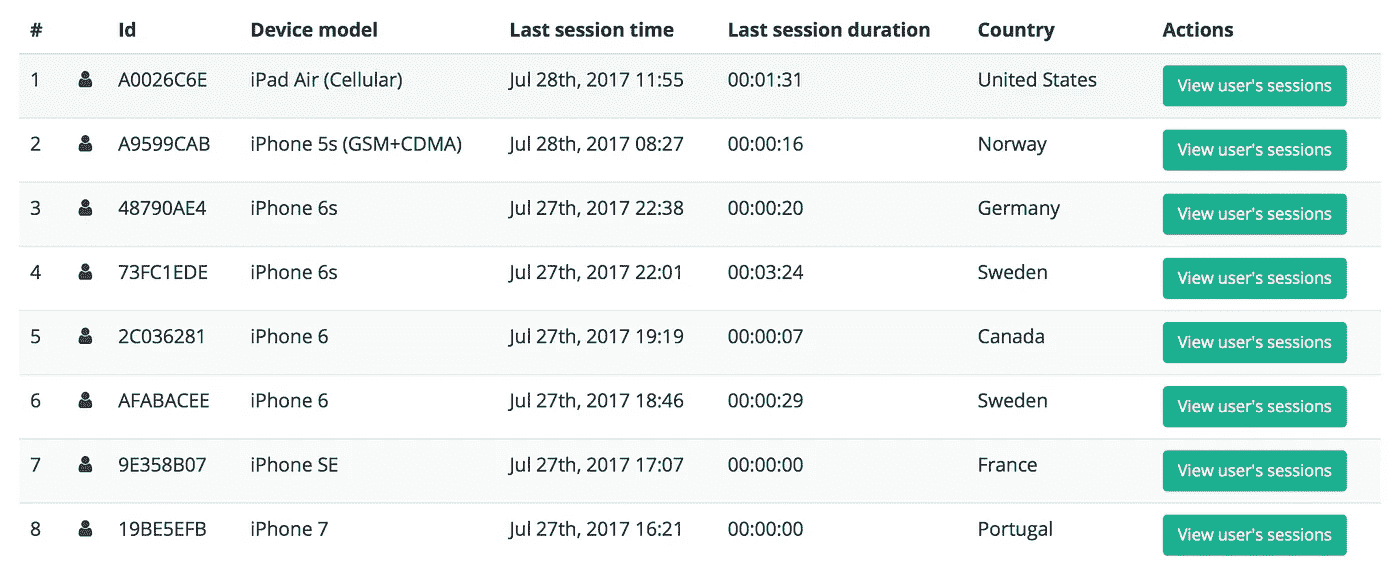 # Id Device model Last session time Last session duration Country Actions
1 A0026C6E iPad Air (Cellular) Jul 28th, 2017 11:55 00:01:31 United States View user's sessions
2 A9599CAB iPhone 5s (GSM+CDMA) Jul 28th, 2017 08:27 00:00:16 Norway View user's sessions
3 48790AE4 iPhone 6s Jul 27th, 2017 22:38 00:00:20 Germany View user's sessions
4 73FC1EDE iPhone 6s Jul 27th, 2017 22:01 00:03:24 Sweden View user's sessions
5 2C036281 iPhone 6 Jul 27th, 2017 19:19 00:00:07 Canada View user's sessions
6 AFABACEE iPhone 6 Jul 27th, 2017 18:46 00:00:29 Sweden View user's sessions
7 9E358B07 iPhone SE Jul 27th, 2017 17:07 00:00:00 France View user's sessions
8 19BE5EFB iPhone 7 Jul 27th, 2017 16:21 00:00:00 Portugal View user's sessions